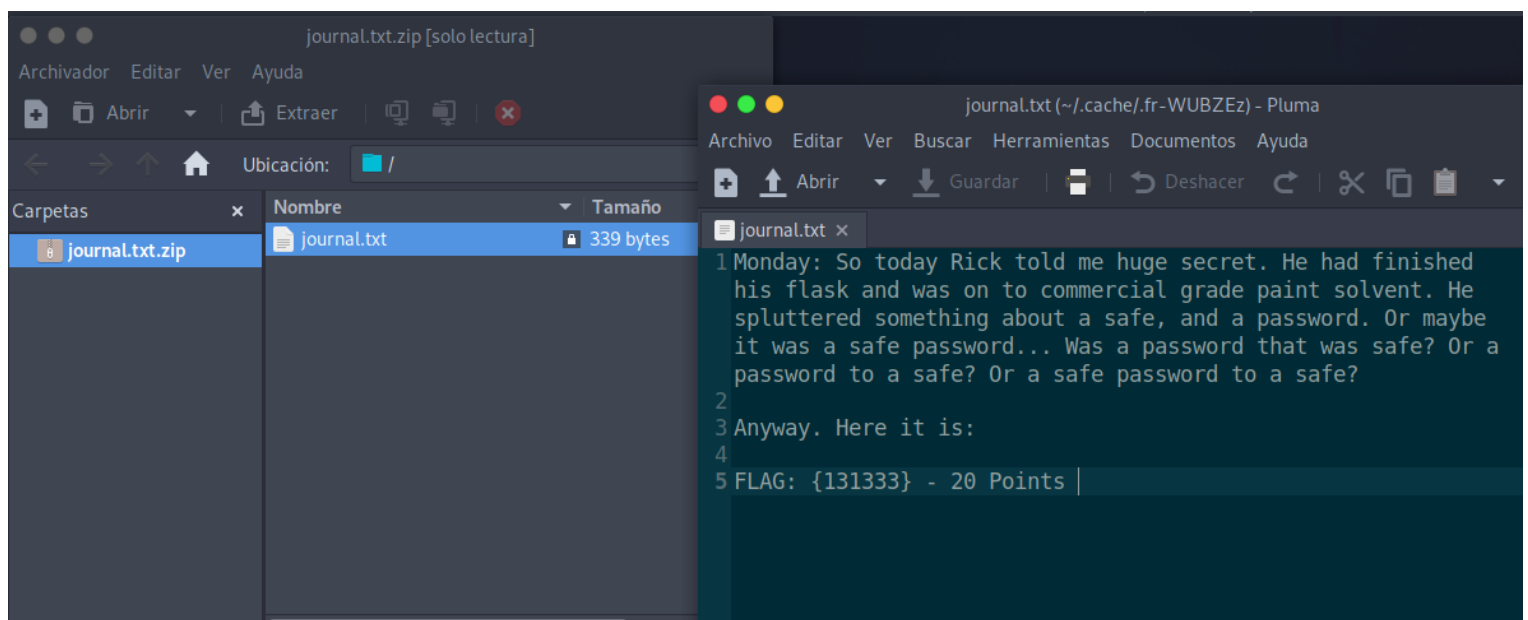 journal.txt.zip [solo lectura]
Archivador Editar Ver Ayuda
Abrir Extraer
Ubicación: /
Carpetas
journal.txt.zip
Nombre Tamaño
journal.txt 339 bytes
journal.txt (~/.cache/.fr-WUBZEz) - Pluma
Archivo Editar Ver Buscar Herramientas Documentos Ayuda
Abrir Guardar Deshacer
journal.txt
1 Monday: So today Rick told me huge secret. He had finished
his flask and was on to commercial grade paint solvent. He
spluttered something about a safe, and a password. Or maybe
it was a safe password... Was a password that was safe? Or a
password to a safe? Or a safe password to a safe?
2
3 Anyway. Here it is:
4
5 FLAG: {131333} - 20 Points